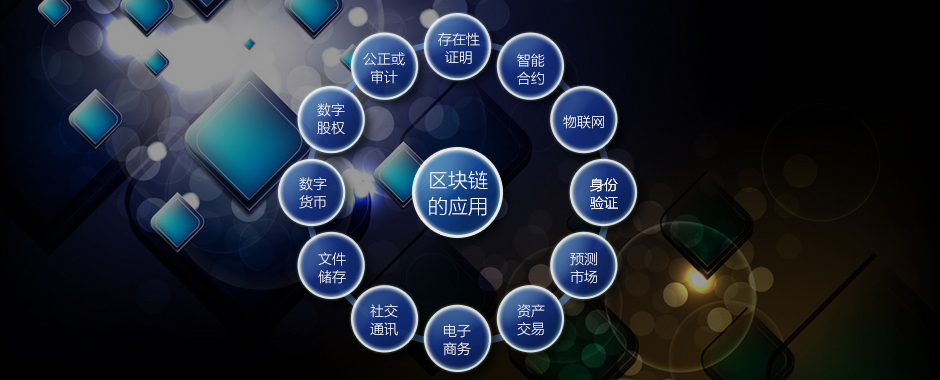 存在性
证明
智能
合约
物联网
身份
验证
预测
市场
资产
交易
电子
商务
社交
通讯
文件
储存
数字
货币
数字
股权
公正或
审计
区块链
的应用